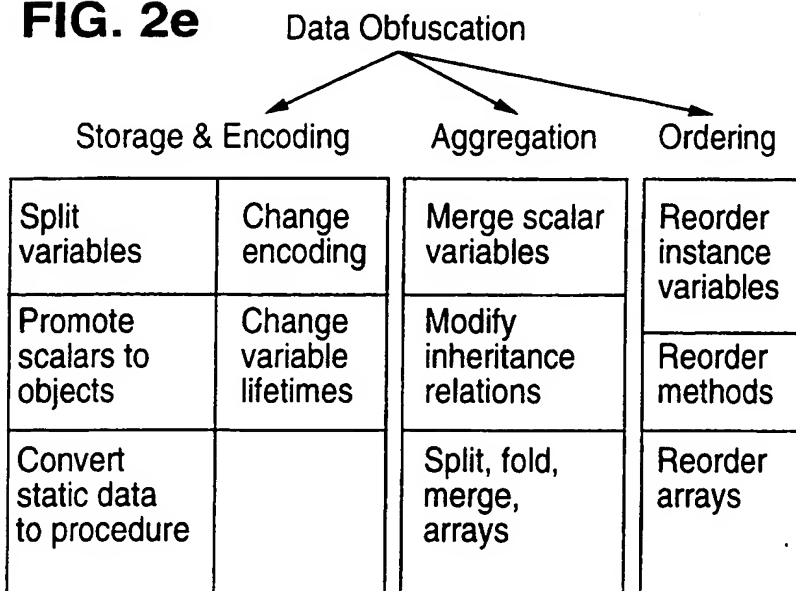 FIG. 2e
Data Obfuscation
Storage & Encoding
Aggregation
Ordering
Split
variables
Change
encoding
Merge scalar
variables
Reorder
instance
variables
Promote
scalars to
objects
Change
variable
lifetimes
Modify
inheritance
relations
Reorder
methods
Convert
static data
to procedure
Split, fold,
merge,
arrays
Reorder
arrays